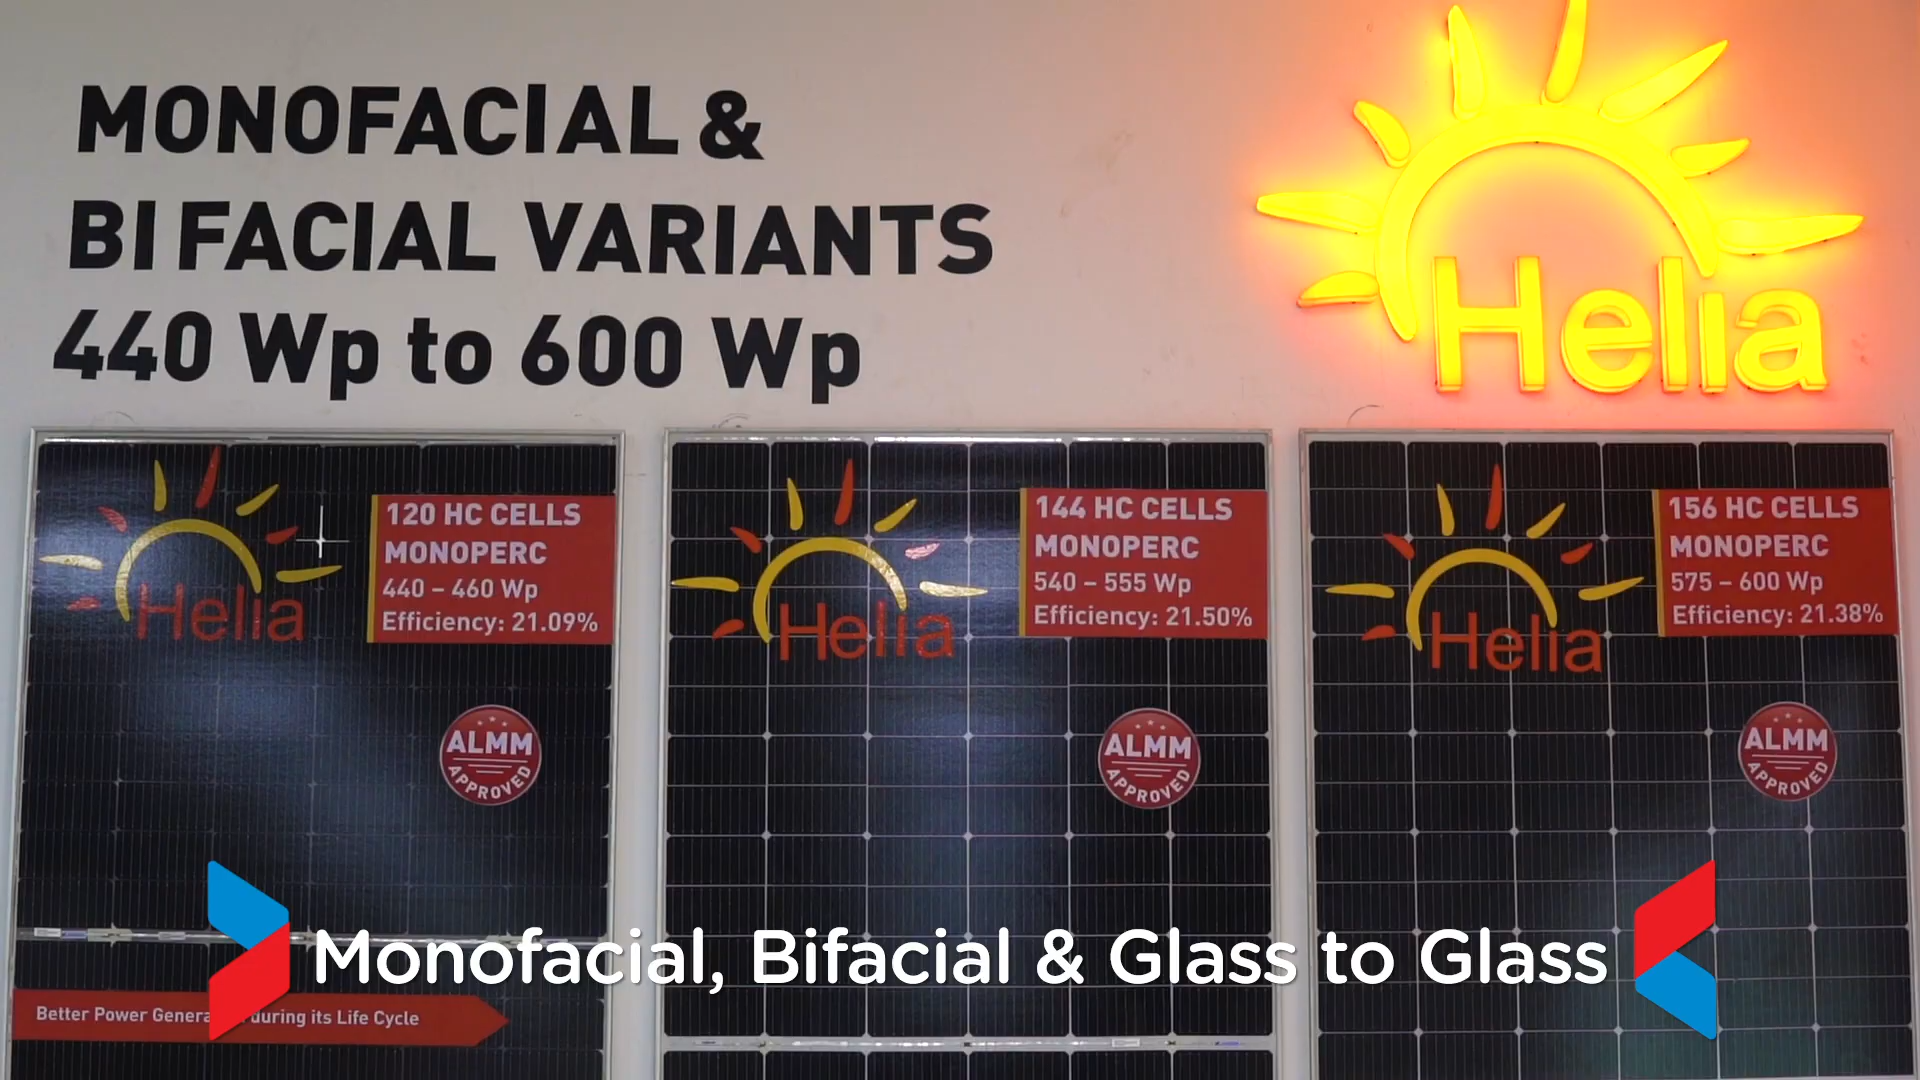 MONOFACIAL &
BIFACIAL VARIANTS
440 Wp to 600 Wp
Helia
Helia
120 HC CELLS
MONOPERC
440 – 460 Wp
Efficiency: 21.09%
ALMM
APPROVED
Helia
144 HC CELLS
MONOPERC
540 – 555 Wp
Efficiency: 21.50%
ALMM
APPROVED
Helia
156 HC CELLS
MONOPERC
575 – 600 Wp
Efficiency: 21.38%
ALMM
APPROVED
Monofacial, Bifacial & Glass to Glass
Better Power during its Life Cycle